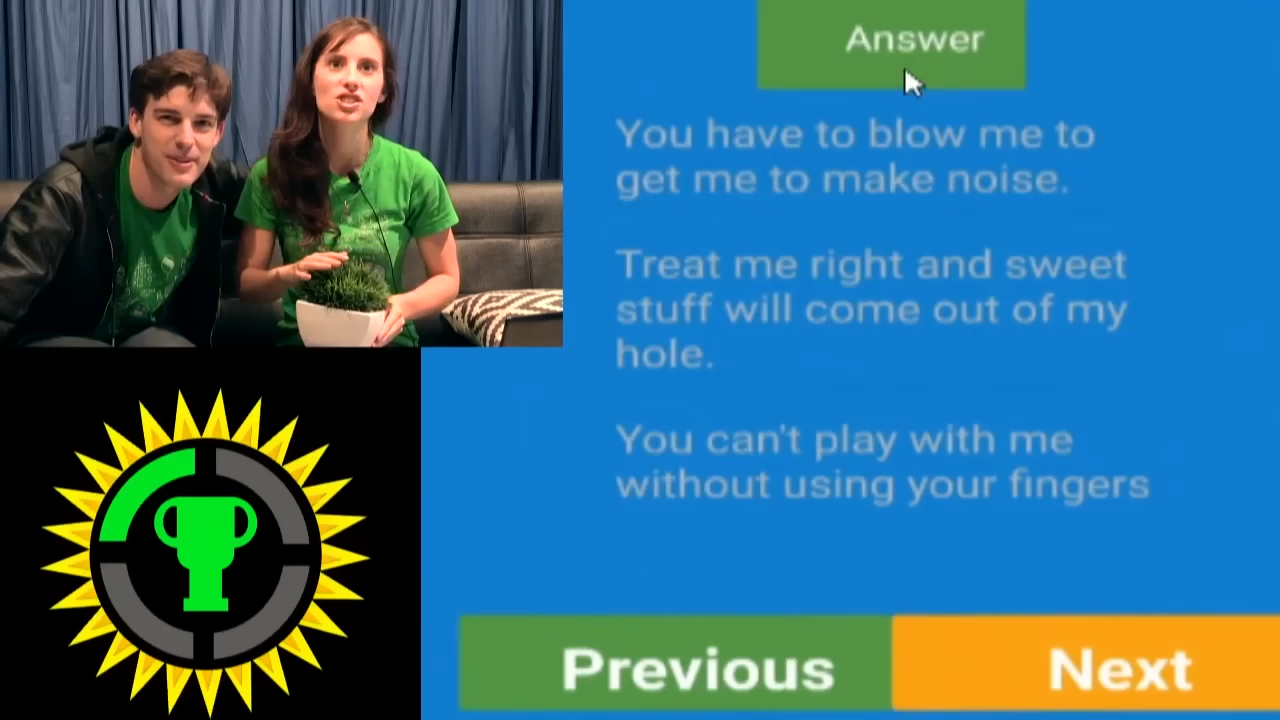 Answer
You have to blow me to
get me to make noise.
Treat me right and sweet
stuff will come out of my
hole.
You can't play with me
without using your fingers
Previous
Next